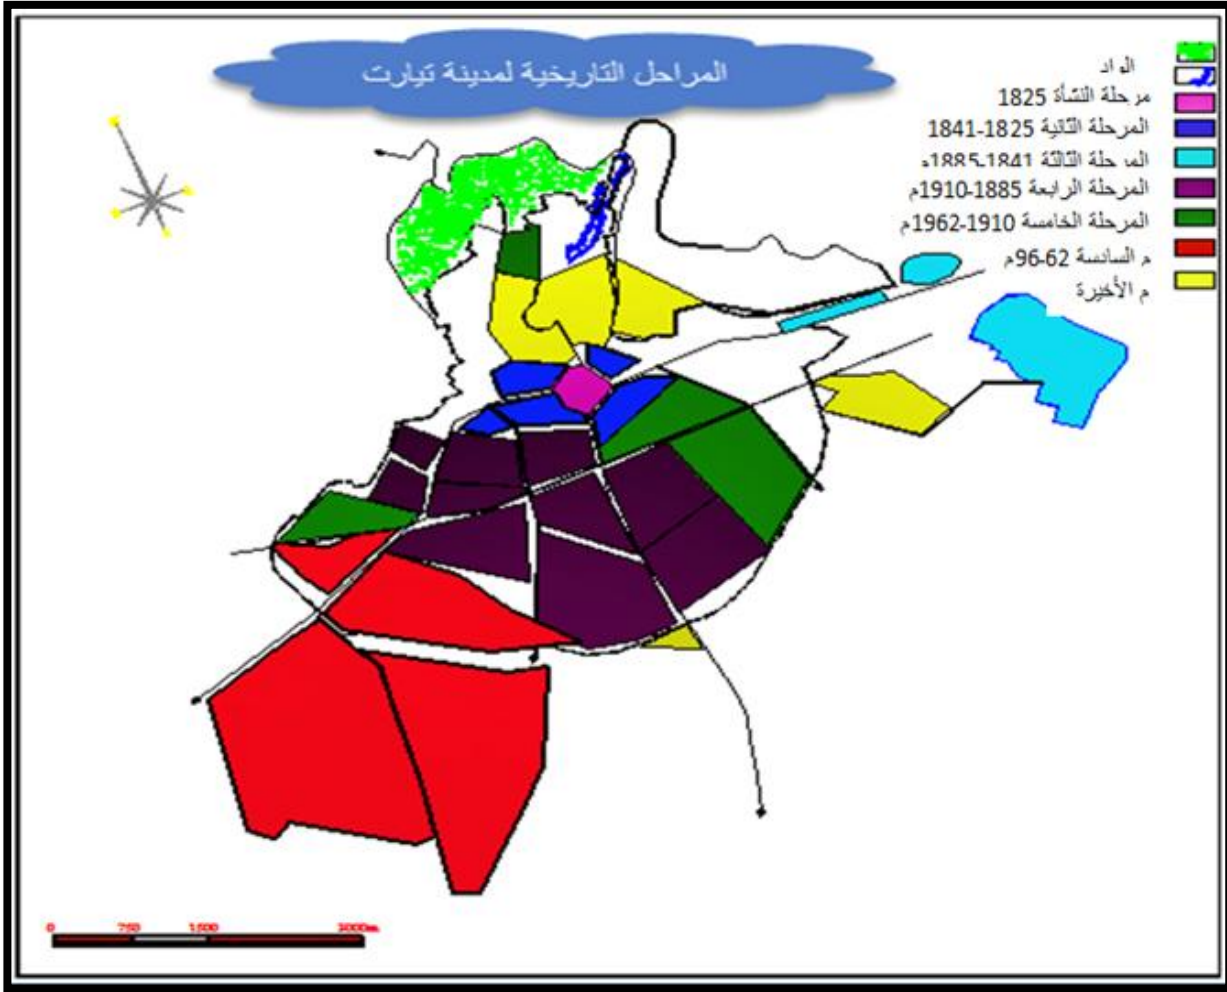 المراحل التاريخية لمدينة تيارت
الواد
مرحلة النشأة 1825
المرحلة الثانية 1825-1841
المرحلة الثالثة 1841-1885م
المرحلة الرابعة 1885-1910م
المرحلة الخامسة 1910-1962م
م السادسة 62-96م
م الأخيرة
0 750 1500 3000m